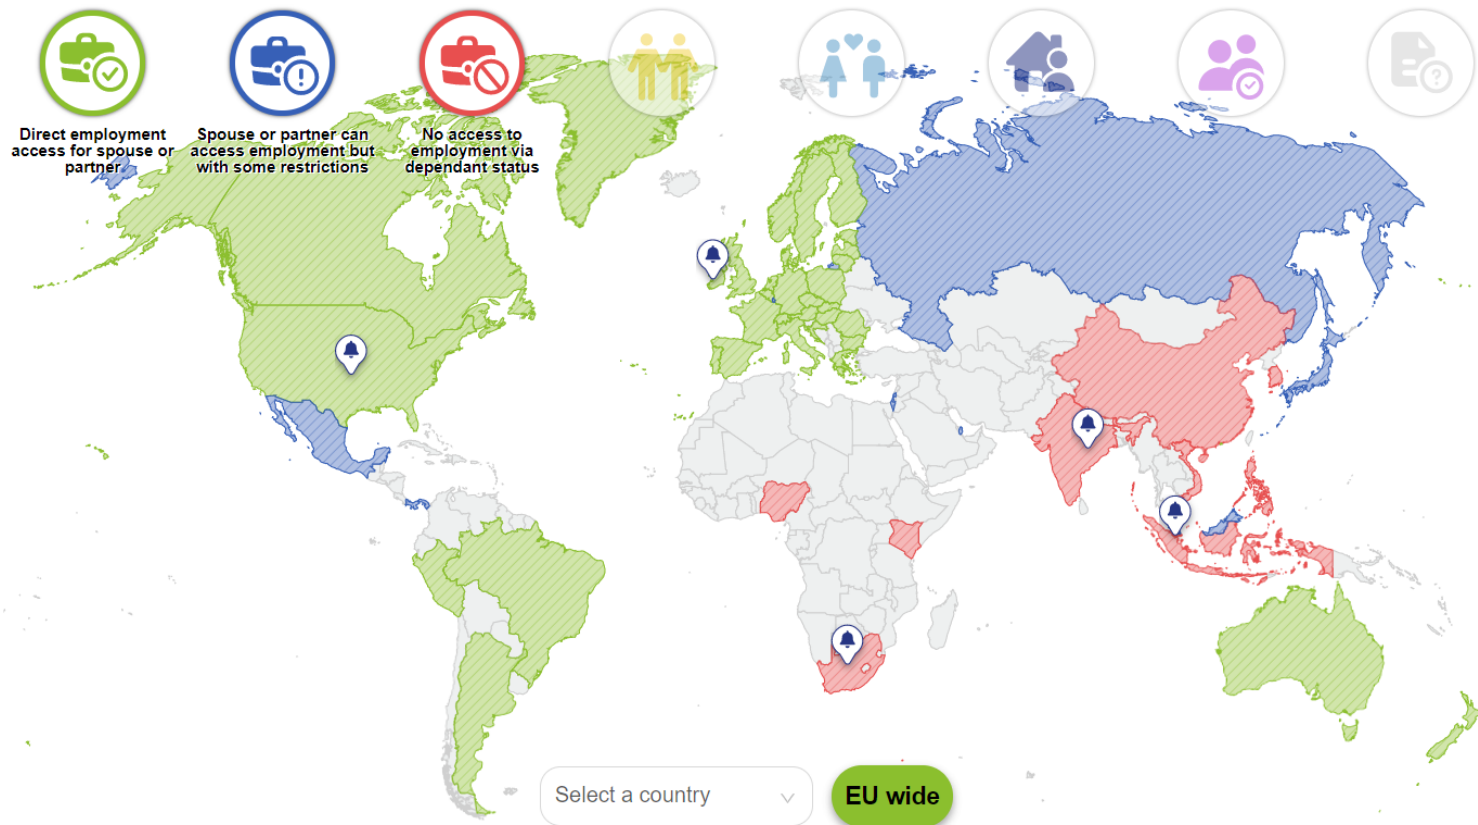 Direct employment
access for spouse or
partner
Spouse or partner can
access employment but
with some restrictions
No access to
employment via
dependant status
Select a country
EU wide